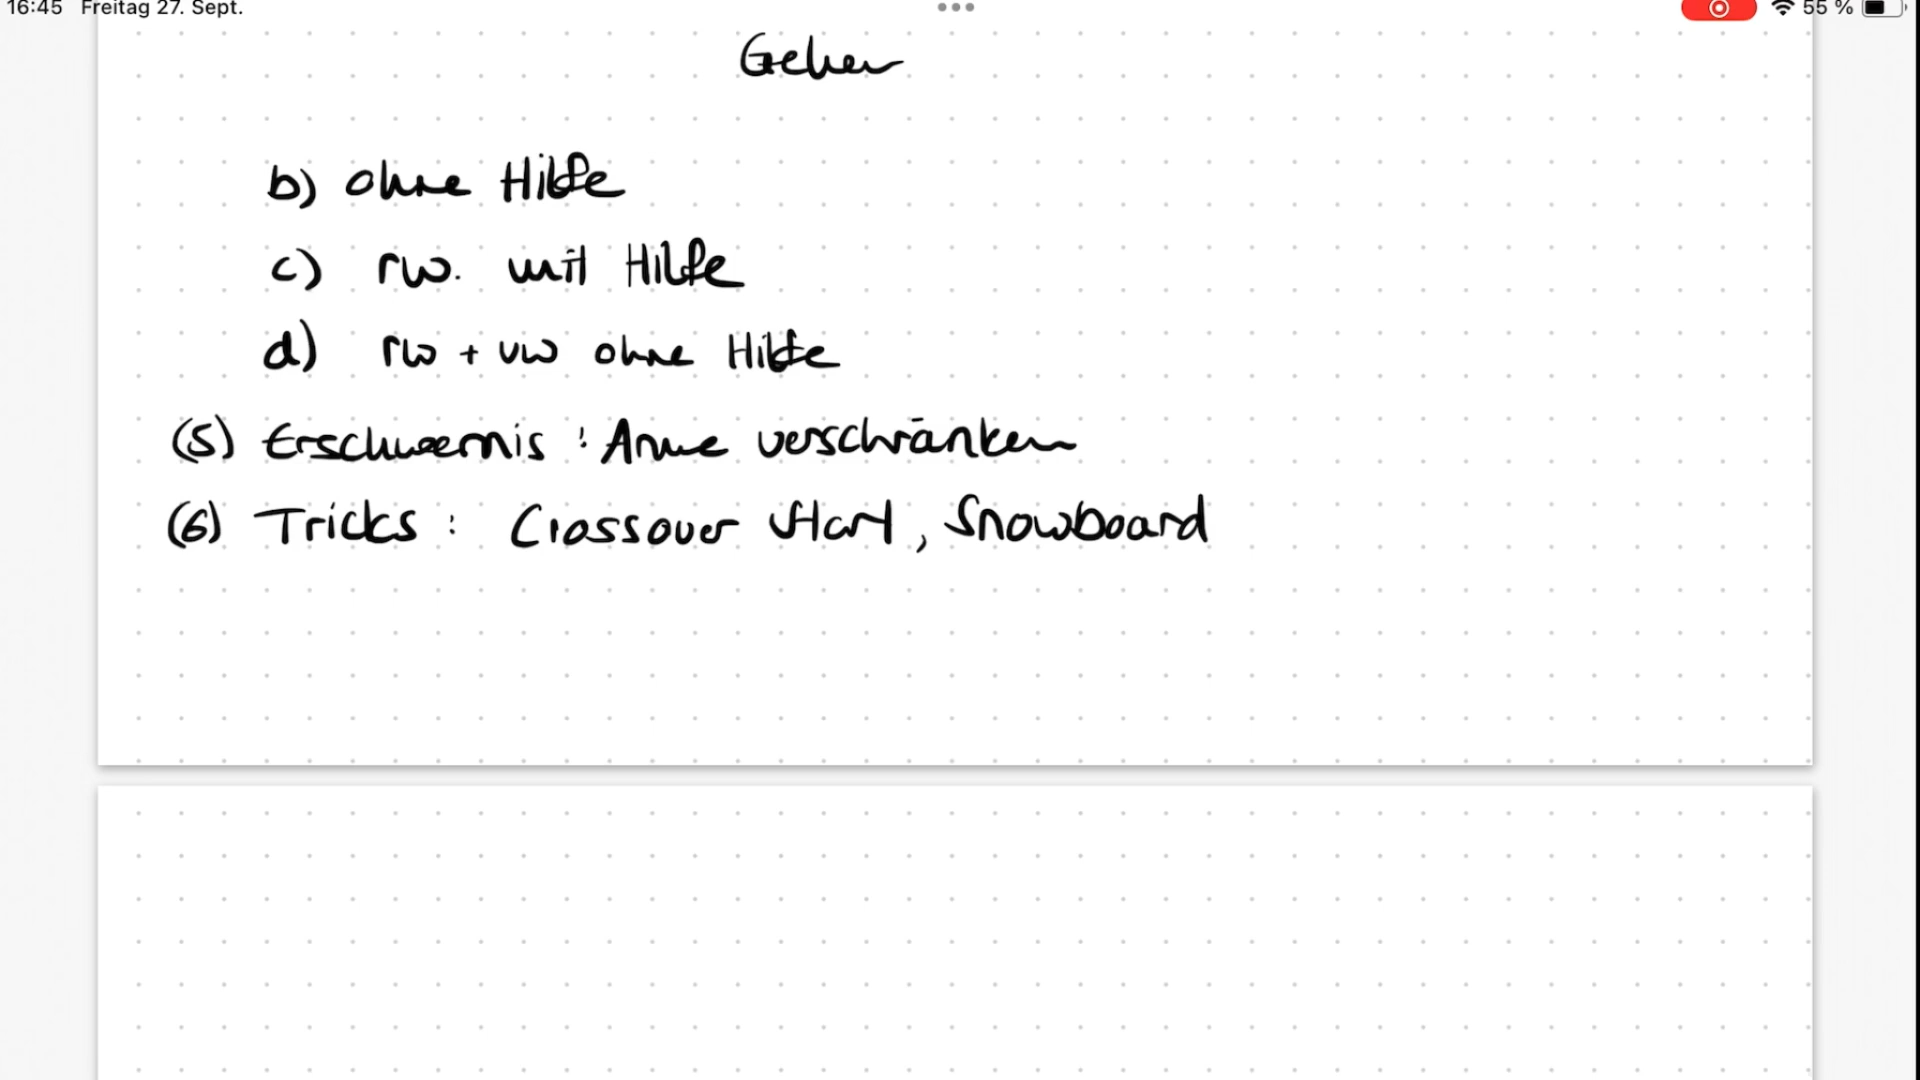 16:45 Freitag 27. Sept. 55 %
Gehen
b) ohne Hilfe
c) rw. mit Hilfe
d) rw + vw ohne Hilfe
(5) Erschwernis : Arme verschränken
(6) Tricks : Crossover Start, Snowboard